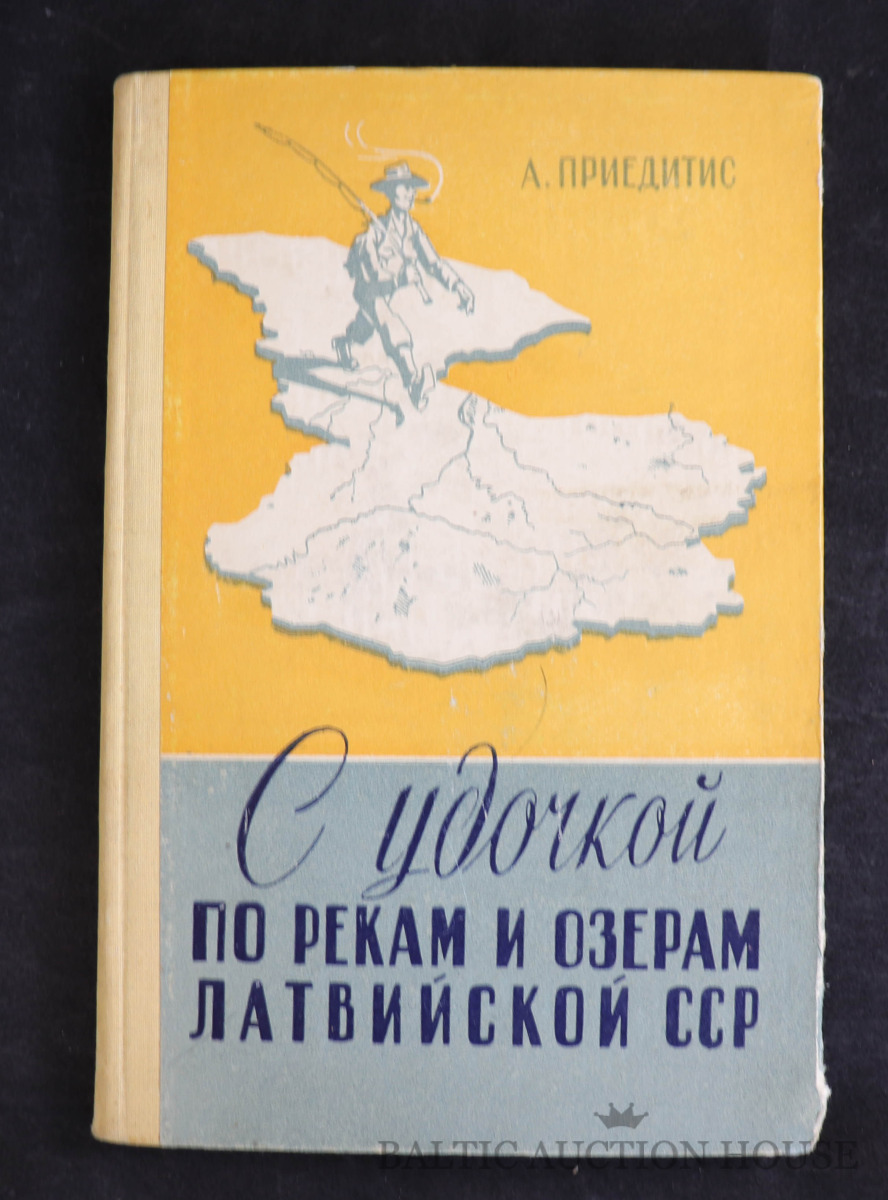 А. ПРИЕДИТИС
С удочкой
ПО РЕКАМ И ОЗЕРАМ
ЛАТВИЙСКОЙ ССР
BALTIC AUCTION HOUSE